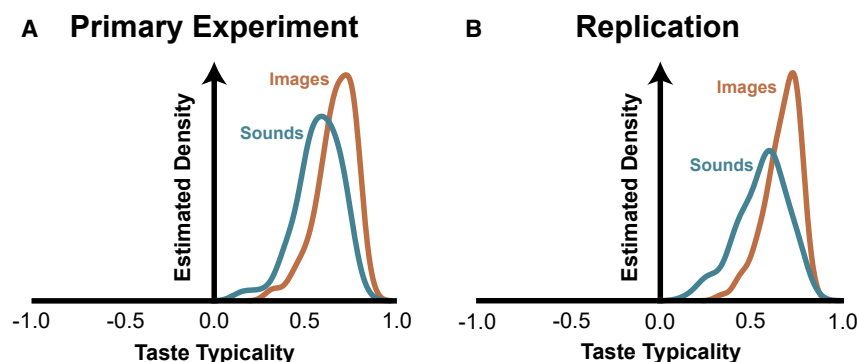 A Primary Experiment
Images
Sounds
Estimated Density
-1.0 -0.5 0.0 0.5 1.0
Taste Typicality
B Replication
Images
Sounds
Estimated Density
-1.0 -0.5 0.0 0.5 1.0
Taste Typicality